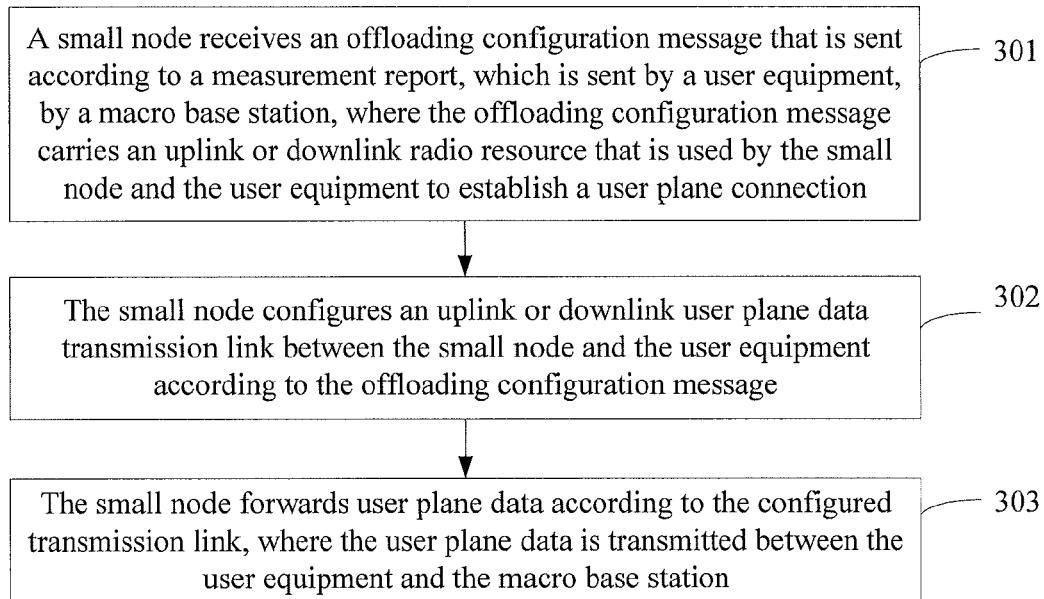 A small node receives an offloading configuration message that is sent
according to a measurement report, which is sent by a user equipment,
by a macro base station, where the offloading configuration message
carries an uplink or downlink radio resource that is used by the small
node and the user equipment to establish a user plane connection
301
The small node configures an uplink or downlink user plane data
transmission link between the small node and the user equipment
according to the offloading configuration message
302
The small node forwards user plane data according to the configured
transmission link, where the user plane data is transmitted between the
user equipment and the macro base station
303